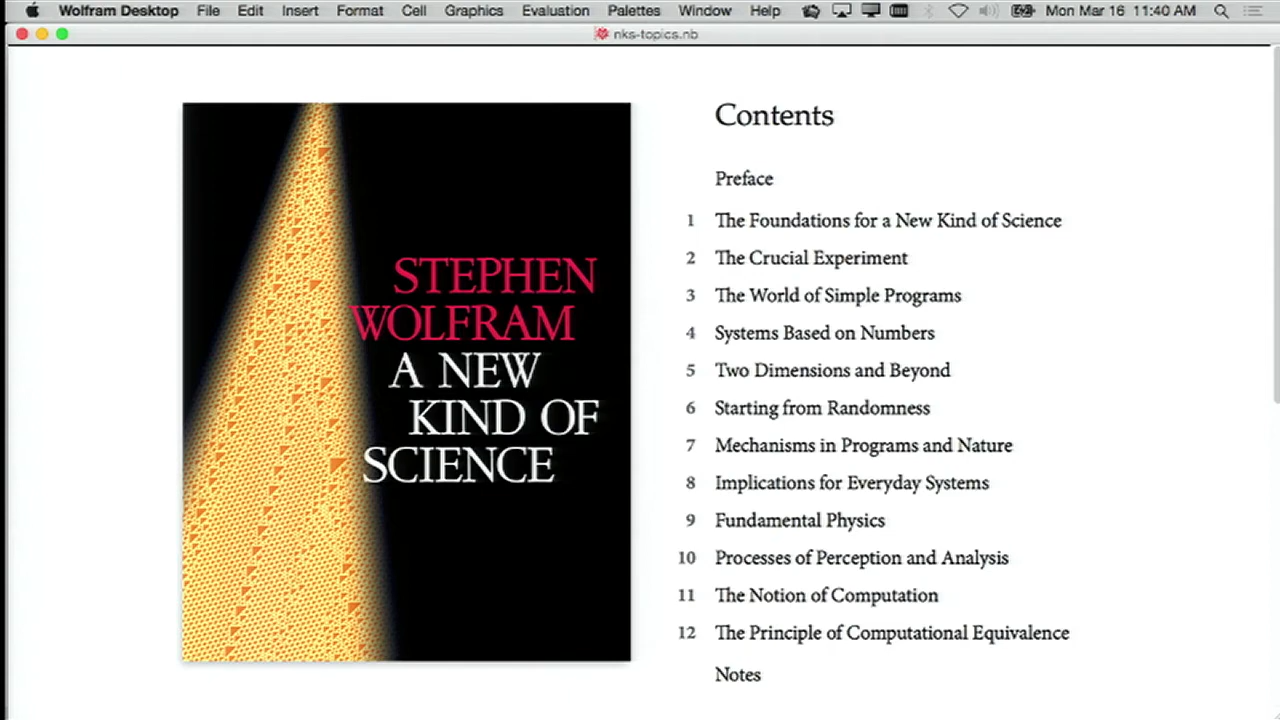 Wolfram Desktop File Edit Insert Format Cell Graphics Evaluation Palettes Window Help Mon Mar 16 11:40 AM
nks-topics.nb
STEPHEN
WOLFRAM
A NEW
KIND OF
SCIENCE
Contents
Preface
1 The Foundations for a New Kind of Science
2 The Crucial Experiment
3 The World of Simple Programs
4 Systems Based on Numbers
5 Two Dimensions and Beyond
6 Starting from Randomness
7 Mechanisms in Programs and Nature
8 Implications for Everyday Systems
9 Fundamental Physics
10 Processes of Perception and Analysis
11 The Notion of Computation
12 The Principle of Computational Equivalence
Notes